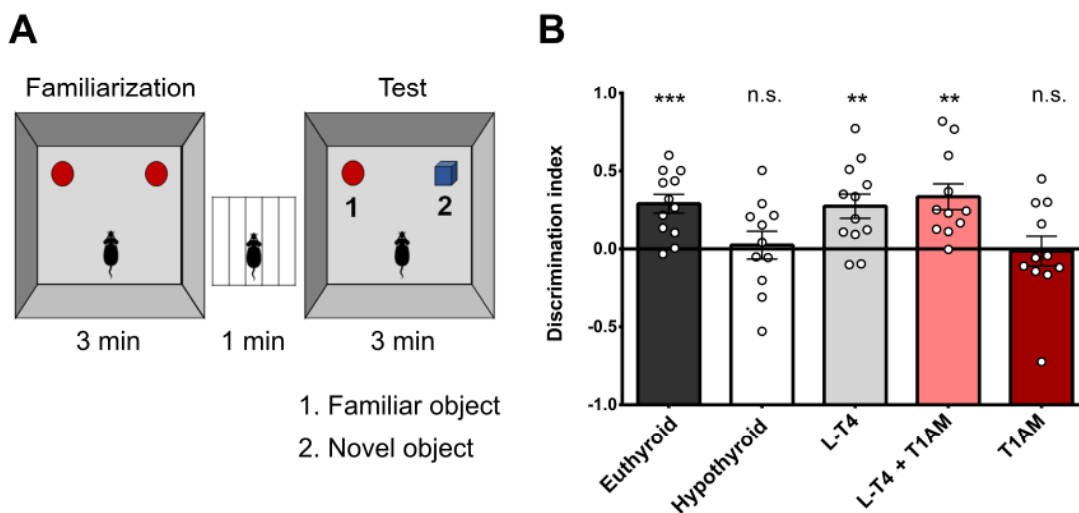 A
Familiarization
Test
1
2
3 min
1 min
3 min
1. Familiar object
2. Novel object
B
Discrimination index
1.0
0.5
0.0
-0.5
-1.0
***
n.s.
**
**
n.s.
Euthyroid
Hypothyroid
L-T4
L-T4 + T1AM
T1AM